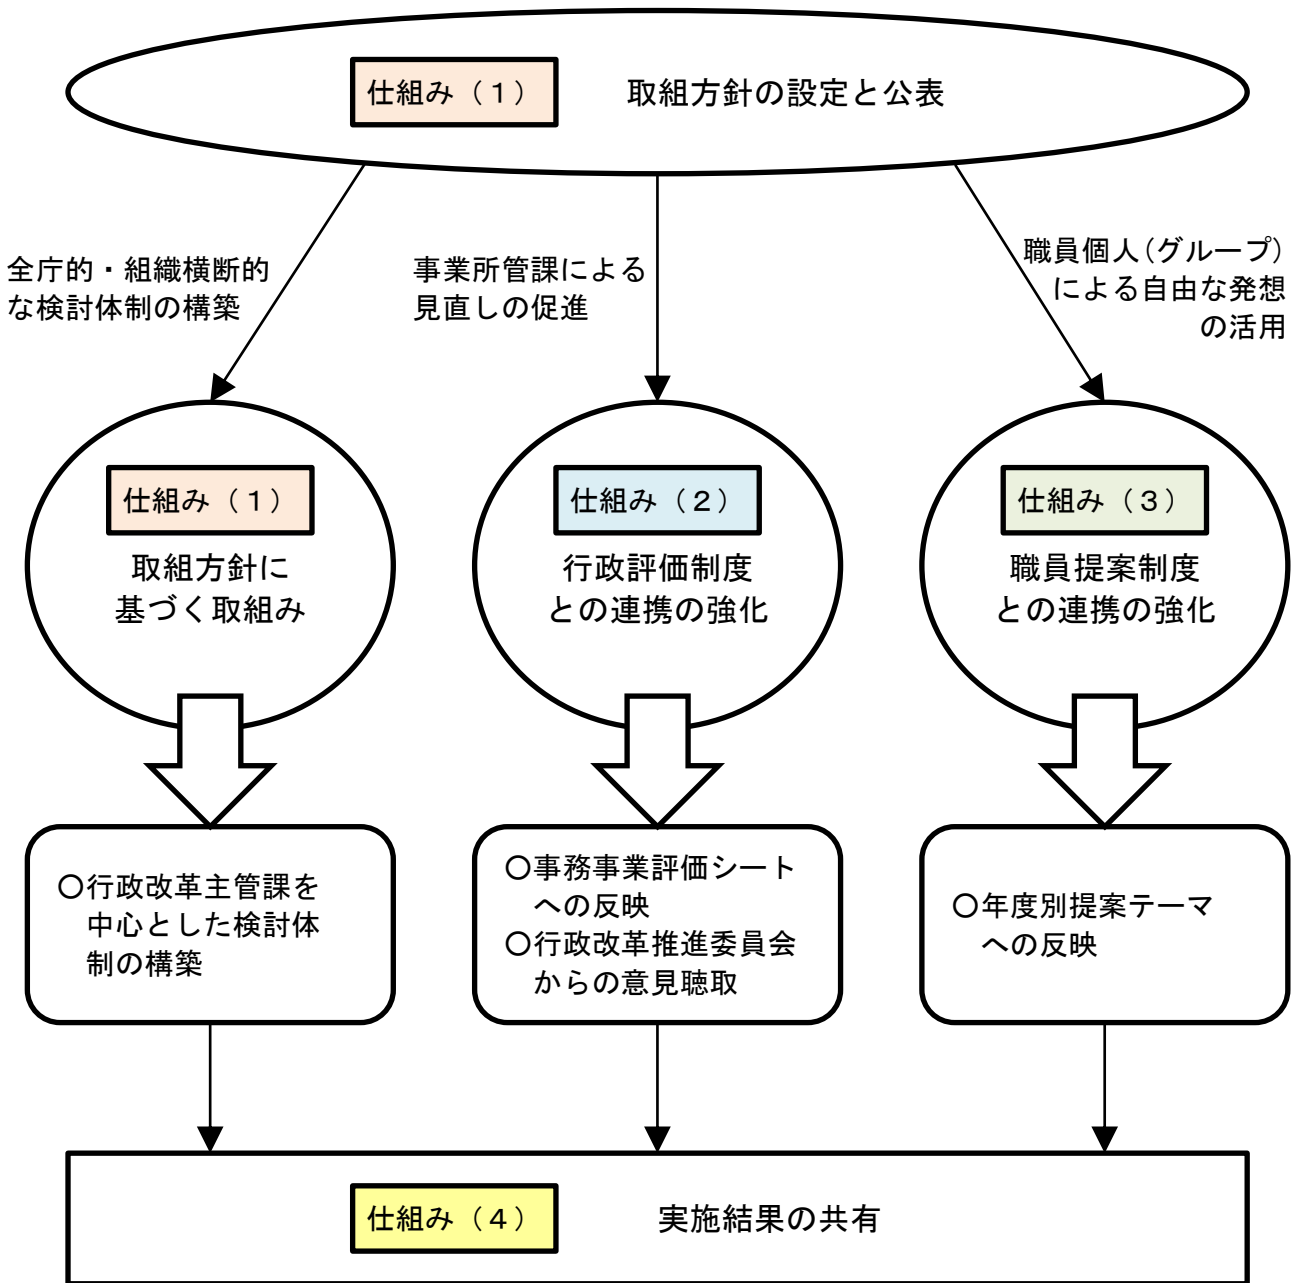 仕組み(1) 取組方針の設定と公表
全庁的・組織横断的
な検討体制の構築
事業所管課による
見直しの促進
職員個人(グループ)
による自由な発想
の活用
仕組み(1)
取組方針に
基づく取組み
仕組み(2)
行政評価制度
との連携の強化
仕組み(3)
職員提案制度
との連携の強化
〇行政改革主管課を
中心とした検討体
制の構築
〇事務事業評価シート
への反映
〇行政改革推進委員会
からの意見聴取
〇年度別提案テーマ
への反映
仕組み(4) 実施結果の共有